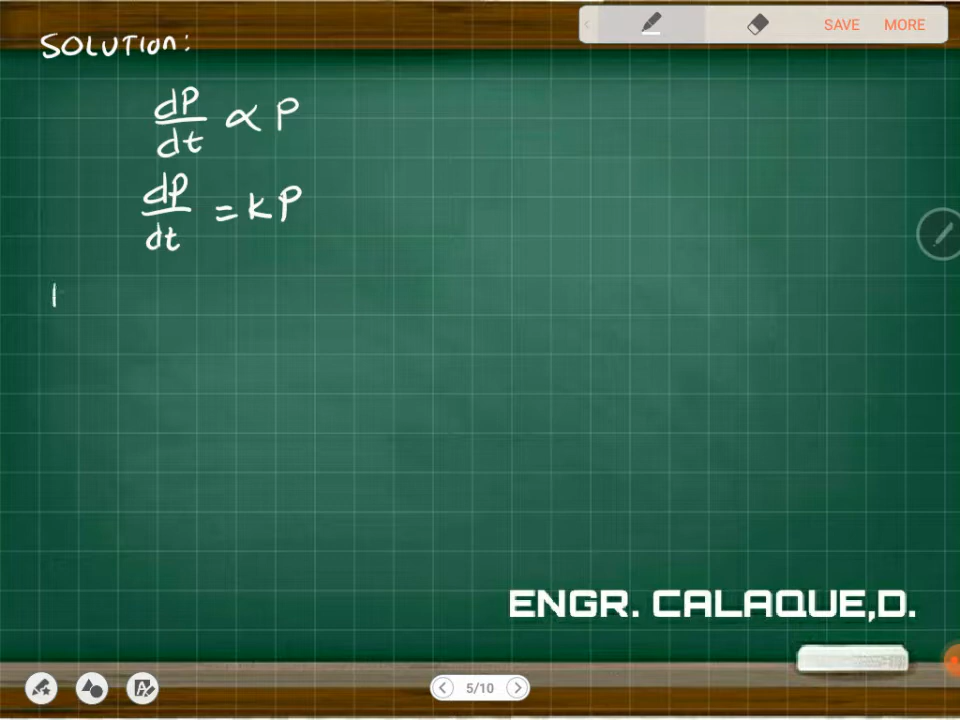 SAVE MORE
SOLUTION:
dP/dt ∝ P
dP/dt = kP
ENGR. CALAQUE,D.
5/10